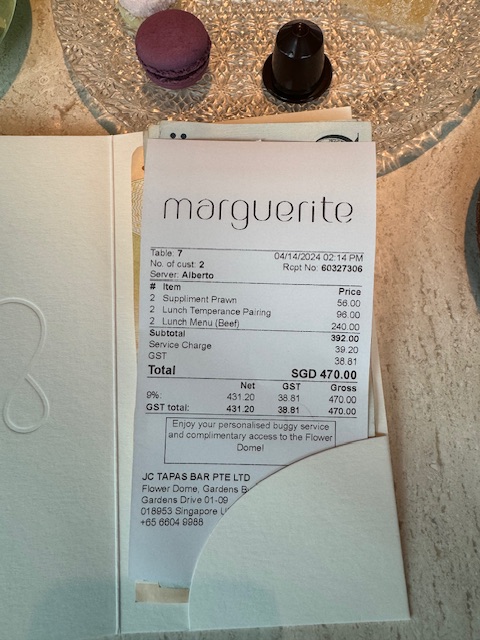 marguerite
Table: 7 04/14/2024 02:14 PM
No. of cust: 2 Rcpt No: 60327306
Server: Alberto
# Item Price
2 Suppliment Prawn 56.00
2 Lunch Temperance Pairing 96.00
2 Lunch Menu (Beef) 240.00
Subtotal 392.00
Service Charge 39.20
GST 38.81
Total SGD 470.00
Net GST Gross
9%: 431.20 38.81 470.00
GST total: 431.20 38.81 470.00
Enjoy your personalised buggy service
and complimentary access to the Flower
Dome!
JC TAPAS BAR PTE LTD
Flower Dome, Gardens
Gardens Drive 01-09
018953 Singapore
+65 6604 9988